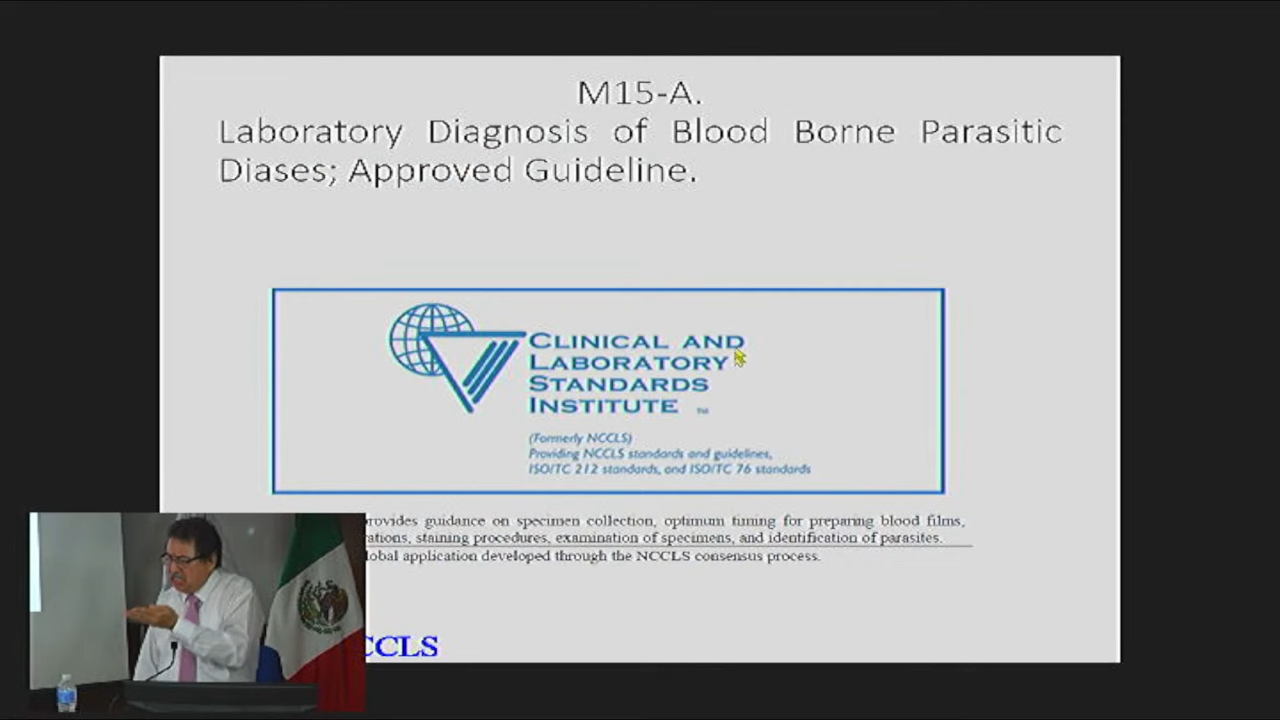 M15-A.
Laboratory Diagnosis of Blood Borne Parasitic
Diases; Approved Guideline.
CLINICAL AND
LABORATORY
STANDARDS
INSTITUTE TM
(Formerly NCCLS)
Providing NCCLS standards and guidelines,
ISO/TC 212 standards, and ISO/TC 76 standards
provides guidance on specimen collection, optimum timing for preparing blood films,
staining procedures, examination of specimens, and identification of parasites.
application developed through the NCCLS consensus process.